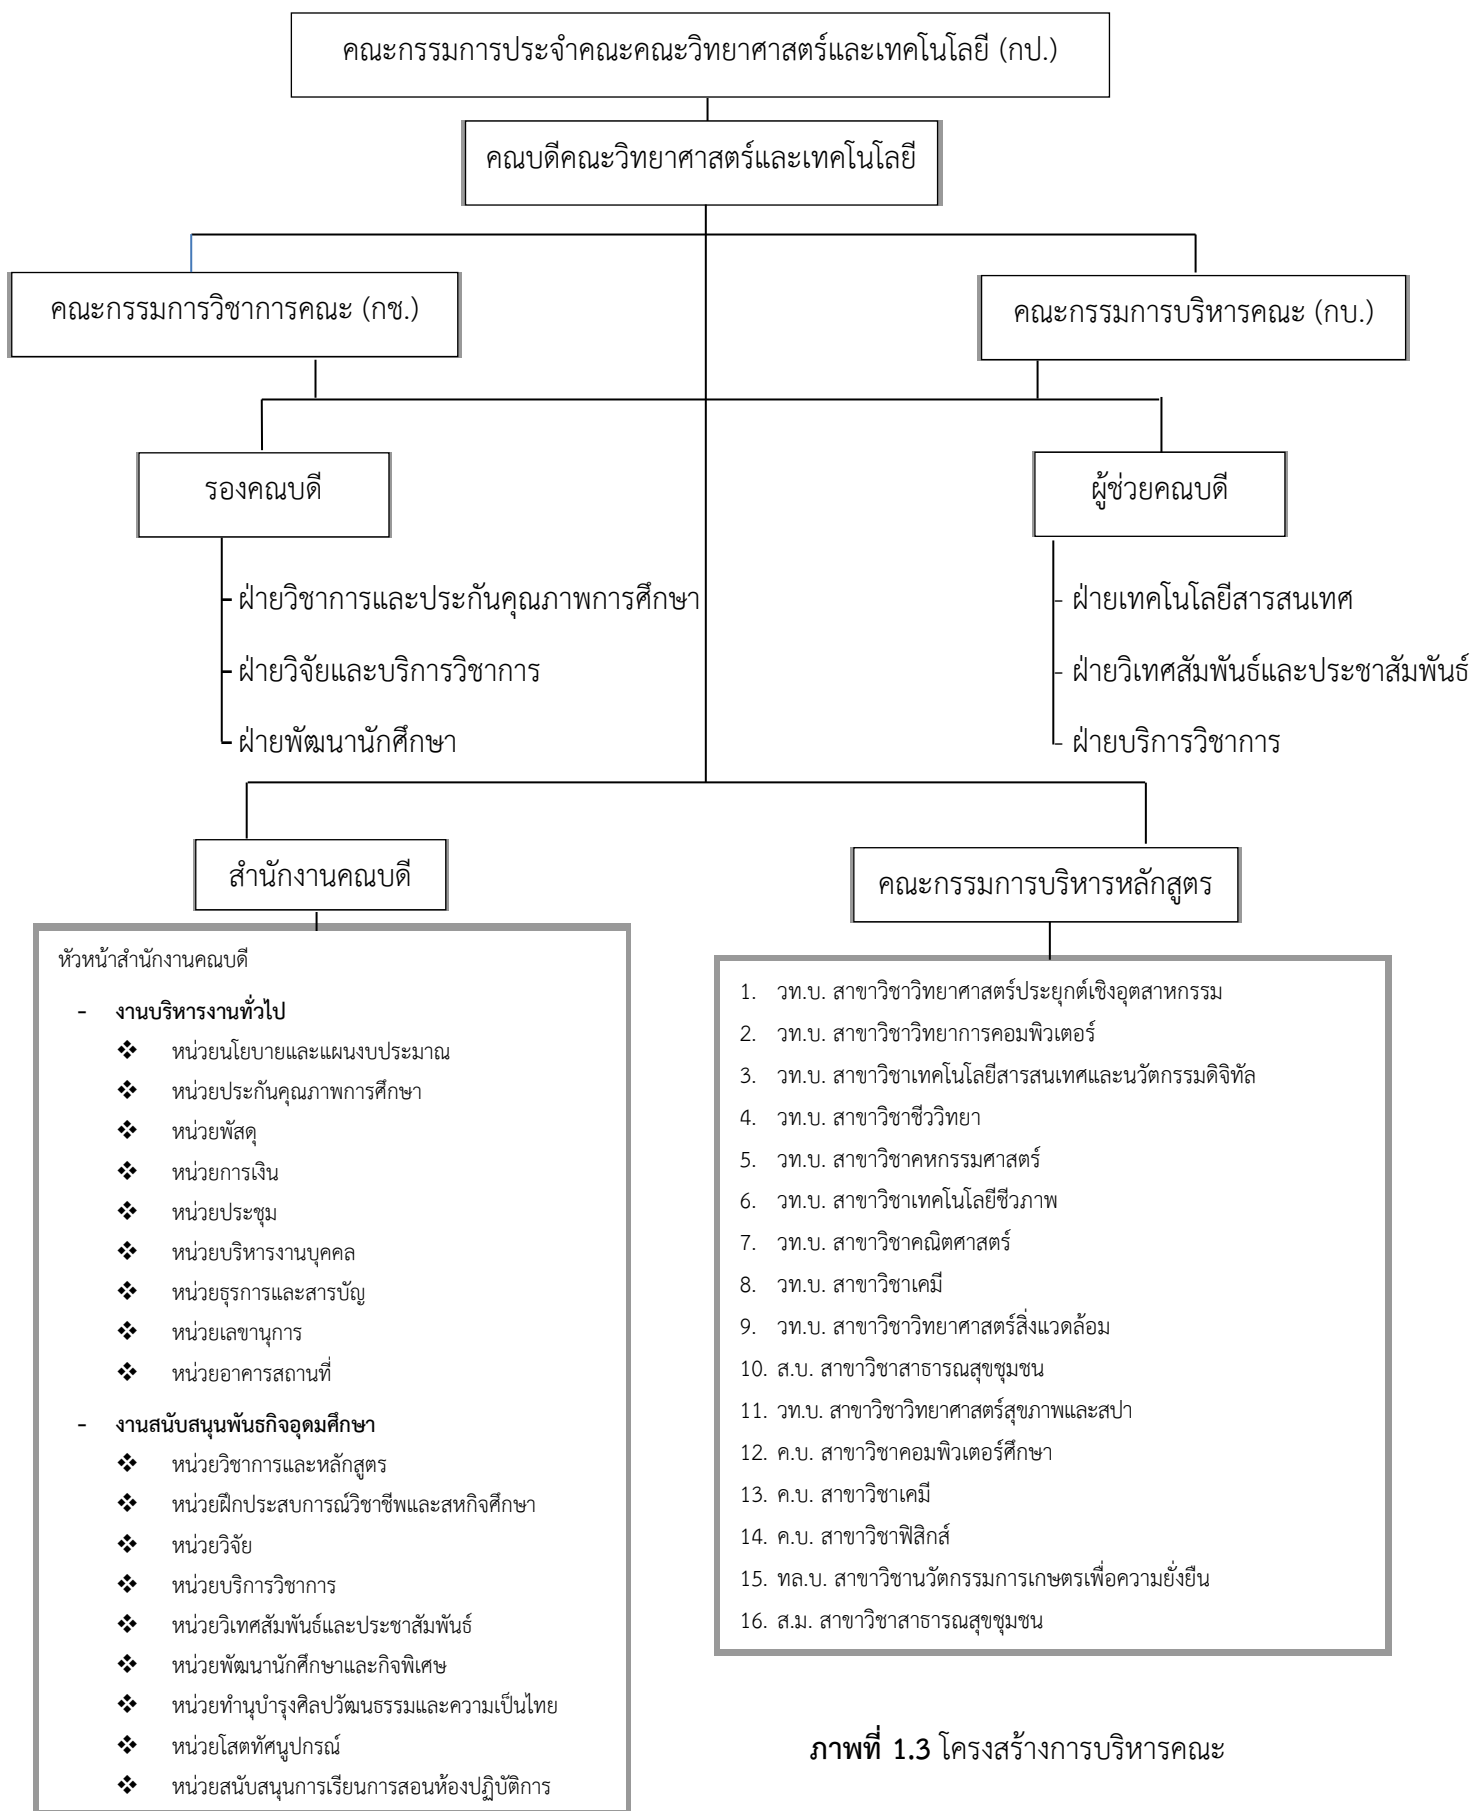 คณะกรรมการประจำคณะคณะวิทยาศาสตร์และเทคโนโลยี (กป.)
คณบดีคณะวิทยาศาสตร์และเทคโนโลยี
คณะกรรมการวิชาการคณะ (กช.)
คณะกรรมการบริหารคณะ (กบ.)
รองคณบดี
ผู้ช่วยคณบดี
- ฝ่ายวิชาการและประกันคุณภาพการศึกษา
- ฝ่ายวิจัยและบริการวิชาการ
- ฝ่ายพัฒนานักศึกษา
- ฝ่ายเทคโนโลยีสารสนเทศ
- ฝ่ายวิเทศสัมพันธ์และประชาสัมพันธ์
- ฝ่ายบริการวิชาการ
สำนักงานคณบดี
หัวหน้าสำนักงานคณบดี
- งานบริหารงานทั่วไป
❖ หน่วยนโยบายและแผนงบประมาณ
❖ หน่วยประกันคุณภาพการศึกษา
❖ หน่วยพัสดุ
❖ หน่วยการเงิน
❖ หน่วยประชุม
❖ หน่วยบริหารงานบุคคล
❖ หน่วยธุรการและสารบัญ
❖ หน่วยเลขานุการ
❖ หน่วยอาคารสถานที่
- งานสนับสนุนพันธกิจอุดมศึกษา
❖ หน่วยวิชาการและหลักสูตร
❖ หน่วยฝึกประสบการณ์วิชาชีพและสหกิจศึกษา
❖ หน่วยวิจัย
❖ หน่วยบริการวิชาการ
❖ หน่วยวิเทศสัมพันธ์และประชาสัมพันธ์
❖ หน่วยพัฒนานักศึกษาและกิจพิเศษ
❖ หน่วยทำนุบำรุงศิลปวัฒนธรรมและความเป็นไทย
❖ หน่วยโสตทัศนูปกรณ์
❖ หน่วยสนับสนุนการเรียนการสอนห้องปฏิบัติการ
คณะกรรมการบริหารหลักสูตร
1. วท.บ. สาขาวิชาวิทยาศาสตร์ประยุกต์เชิงอุตสาหกรรม
2. วท.บ. สาขาวิชาวิทยาการคอมพิวเตอร์
3. วท.บ. สาขาวิชาเทคโนโลยีสารสนเทศและนวัตกรรมดิจิทัล
4. วท.บ. สาขาวิชาชีววิทยา
5. วท.บ. สาขาวิชาคหกรรมศาสตร์
6. วท.บ. สาขาวิชาเทคโนโลยีชีวภาพ
7. วท.บ. สาขาวิชาคณิตศาสตร์
8. วท.บ. สาขาวิชาเคมี
9. วท.บ. สาขาวิชาวิทยาศาสตร์สิ่งแวดล้อม
10. ส.บ. สาขาวิชาสาธารณสุขชุมชน
11. วท.บ. สาขาวิชาวิทยาศาสตร์สุขภาพและสปา
12. ค.บ. สาขาวิชาคอมพิวเตอร์ศึกษา
13. ค.บ. สาขาวิชาเคมี
14. ค.บ. สาขาวิชาฟิสิกส์
15. ทล.บ. สาขาวิชานวัตกรรมการเกษตรเพื่อความยั่งยืน
16. ส.ม. สาขาวิชาสาธารณสุขชุมชน
ภาพที่ 1.3 โครงสร้างการบริหารคณะ